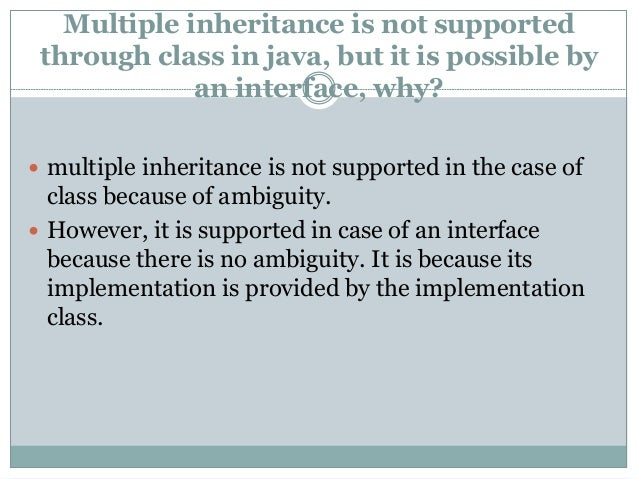 Multiple inheritance is not supported
through class in java, but it is possible by
an interface, why?
• multiple inheritance is not supported in the case of
class because of ambiguity.
• However, it is supported in case of an interface
because there is no ambiguity. It is because its
implementation is provided by the implementation
class.